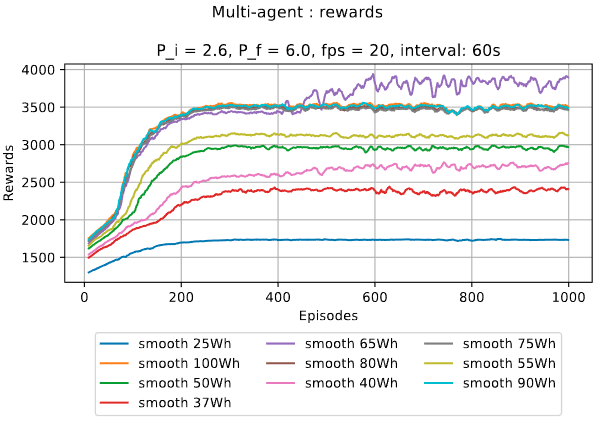 Multi-agent : rewards
P_i = 2.6, P_f = 6.0, fps = 20, interval: 60s
4000
3500
3000
2500
2000
1500
Rewards
0 200 400 600 800 1000
Episodes
smooth 25Wh smooth 65Wh smooth 75Wh
smooth 100Wh smooth 80Wh smooth 55Wh
smooth 50Wh smooth 40Wh smooth 90Wh
smooth 37Wh